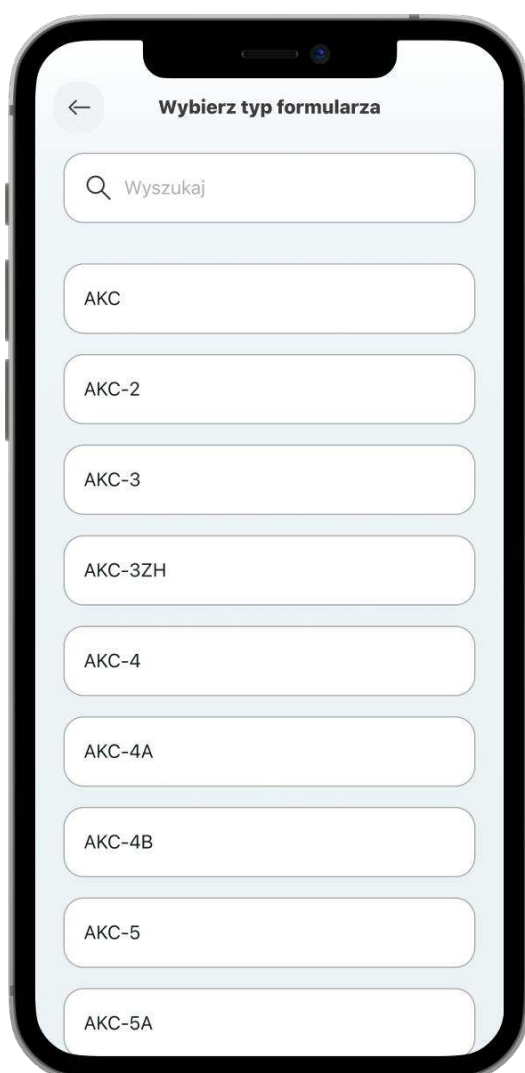 Wybierz typ formularza
Wyszukaj
AKC
AKC-2
AKC-3
AKC-3ZH
AKC-4
AKC-4A
AKC-4B
AKC-5
AKC-5A